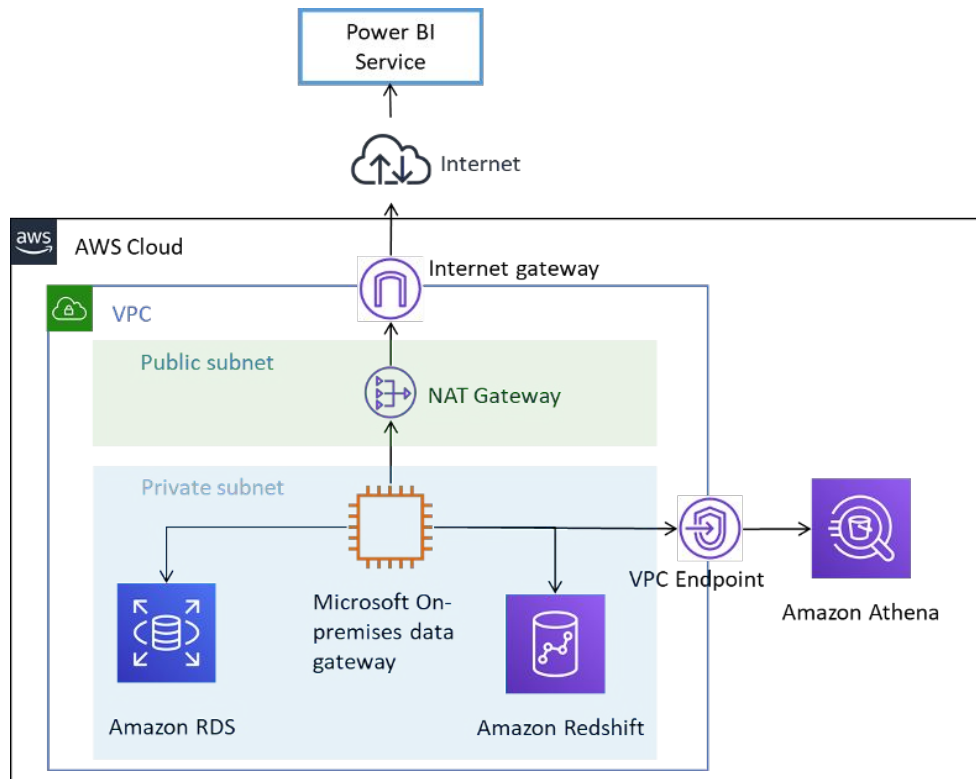 Power BI
Service
Internet
aws
AWS Cloud
Internet gateway
VPC
Public subnet
NAT Gateway
Private subnet
VPC Endpoint
Microsoft On-
premises data
gateway
Amazon Athena
Amazon RDS
Amazon Redshift